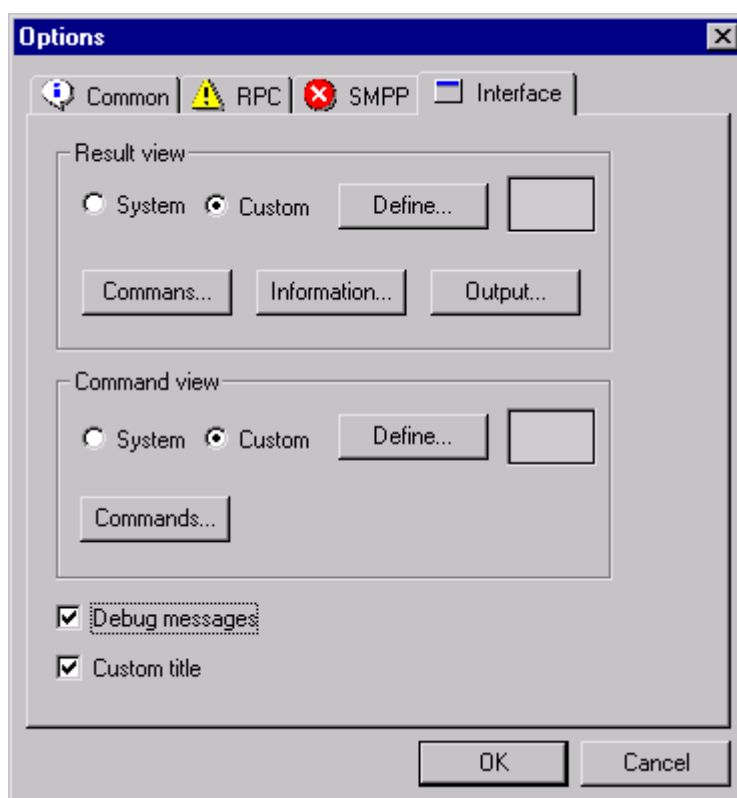 Options
Common RPC SMPP Interface
Result view
System Custom Define...
Commans... Information... Output...
Command view
System Custom Define...
Commands...
Debug messages
Custom title
OK Cancel